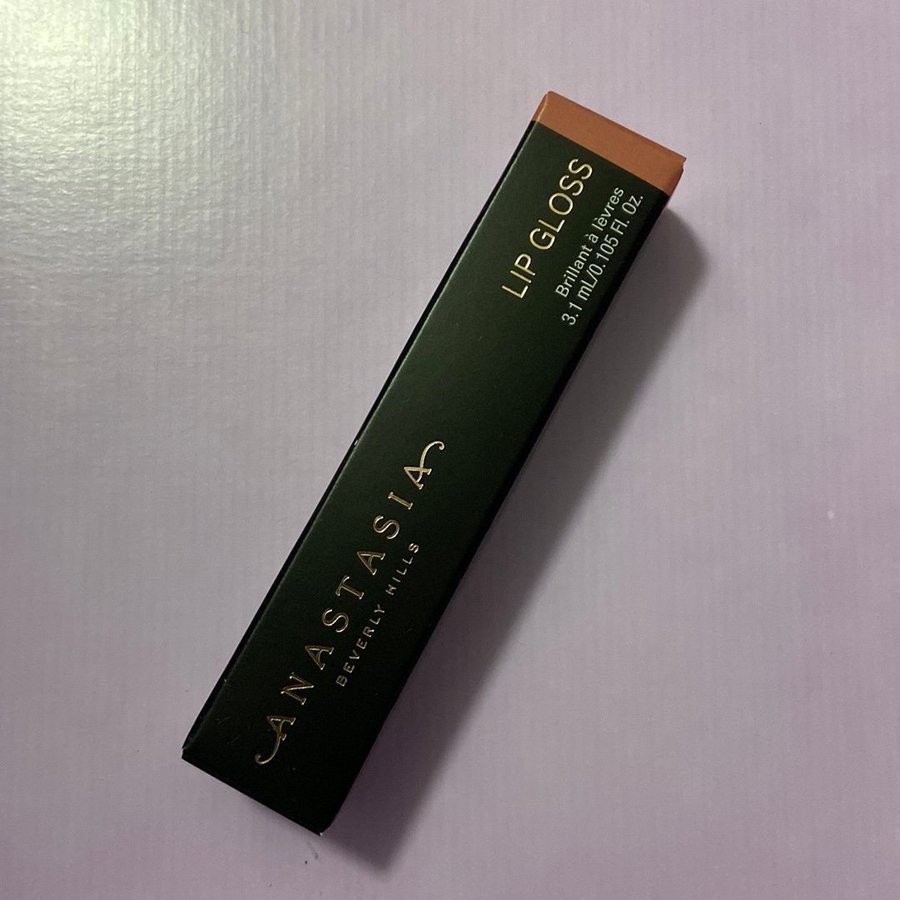 ANASTASIA
BEVERLY HILLS
LIP GLOSS
Brillant à lèvres
3.1 mL/0.105 Fl. Oz.